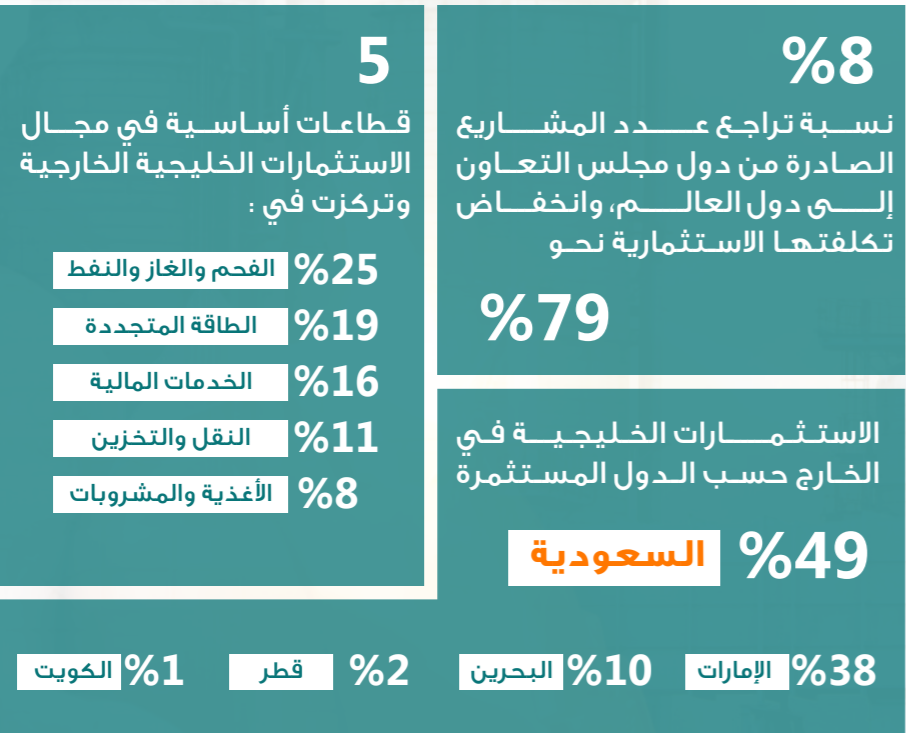 %8
نسبة تراجع عدد المشاريع
الصادرة من دول مجلس التعاون
إلى دول العالم، وانخفاض
تكلفتها الاستثمارية نحو
%79
5
قطاعات أساسية في مجال
الاستثمارات الخليجية الخارجية
وتركزت في :
%25 الفحم والغاز والنفط
%19 الطاقة المتجددة
%16 الخدمات المالية
%11 النقل والتخزين
%8 الأغذية والمشروبات
الاستثمارات الخليجية في
الخارج حسب الدول المستثمرة
%49 السعودية
%38 الإمارات %10 البحرين %2 قطر %1 الكويت